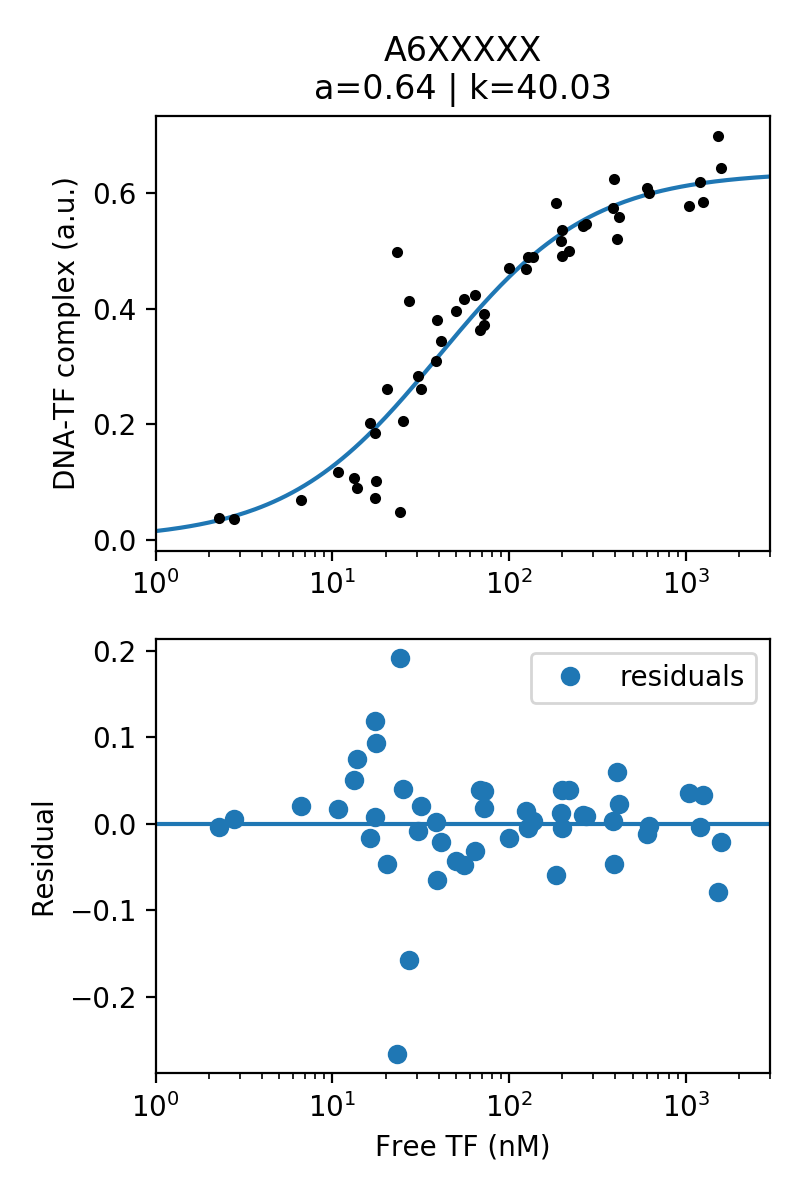 A6XXXXX
a=0.64 | k=40.03
DNA-TF complex (a.u.)
0.6
0.4
0.2
0.0
10⁰
10¹
10²
10³
residuals
Residual
0.2
0.1
0.0
−0.1
−0.2
10⁰
10¹
10²
10³
Free TF (nM)